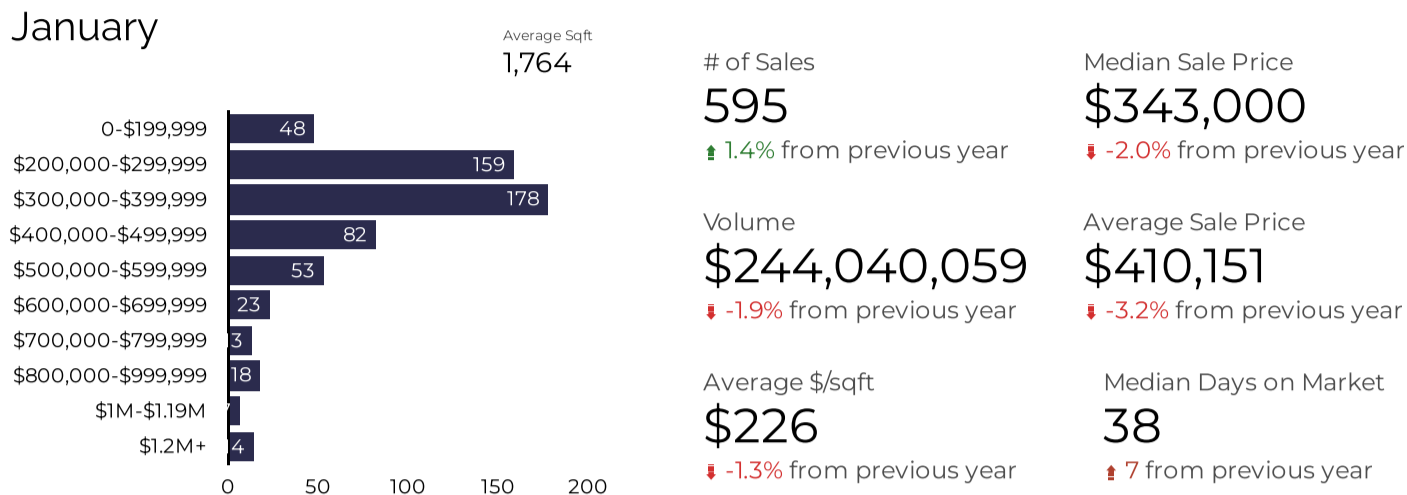 January
Average Sqft
1,764
0-$199,999 48
$200,000-$299,999 159
$300,000-$399,999 178
$400,000-$499,999 82
$500,000-$599,999 53
$600,000-$699,999 23
$700,000-$799,999 3
$800,000-$999,999 18
$1M-$1.19M
$1.2M+ 4
0 50 100 150 200
# of Sales
595
1.4% from previous year
Median Sale Price
$343,000
-2.0% from previous year
Volume
$244,040,059
-1.9% from previous year
Average Sale Price
$410,151
-3.2% from previous year
Average $/sqft
$226
-1.3% from previous year
Median Days on Market
38
7 from previous year